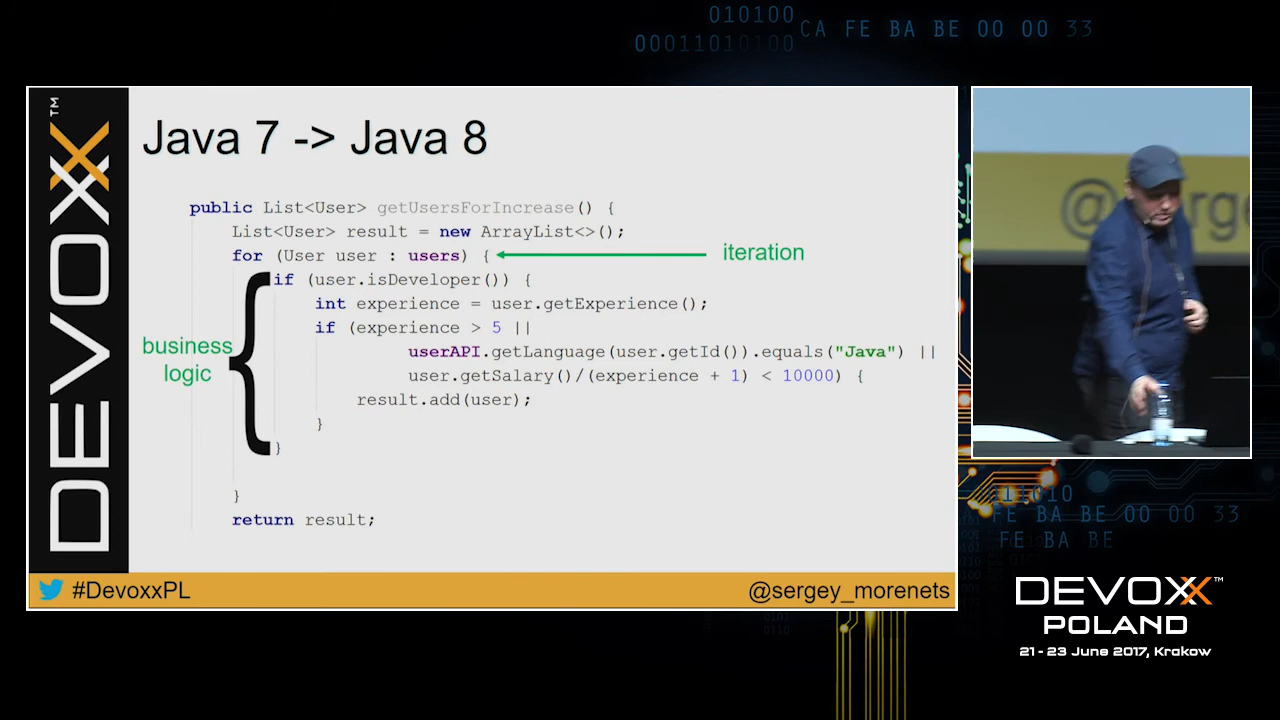 010100
00011010100
CA FE BA BE 00 00 33
DEVOXX™
Java 7 -> Java 8
public List<User> getUsersForIncrease() {
List<User> result = new ArrayList<>();
for (User user : users) {
iteration
if (user.isDeveloper()) {
int experience = user.getExperience();
if (experience > 5 ||
business
logic
userAPI.getLanguage(user.getId()).equals("Java") ||
user.getSalary()/(experience + 1) < 10000) {
result.add(user);
}
}
}
return result;
#DevoxxPL
@sergey_morenets
FE BA BE 00 00 33
FE BA BE
DEVOXX™
POLAND
21 - 23 June 2017, Krakow